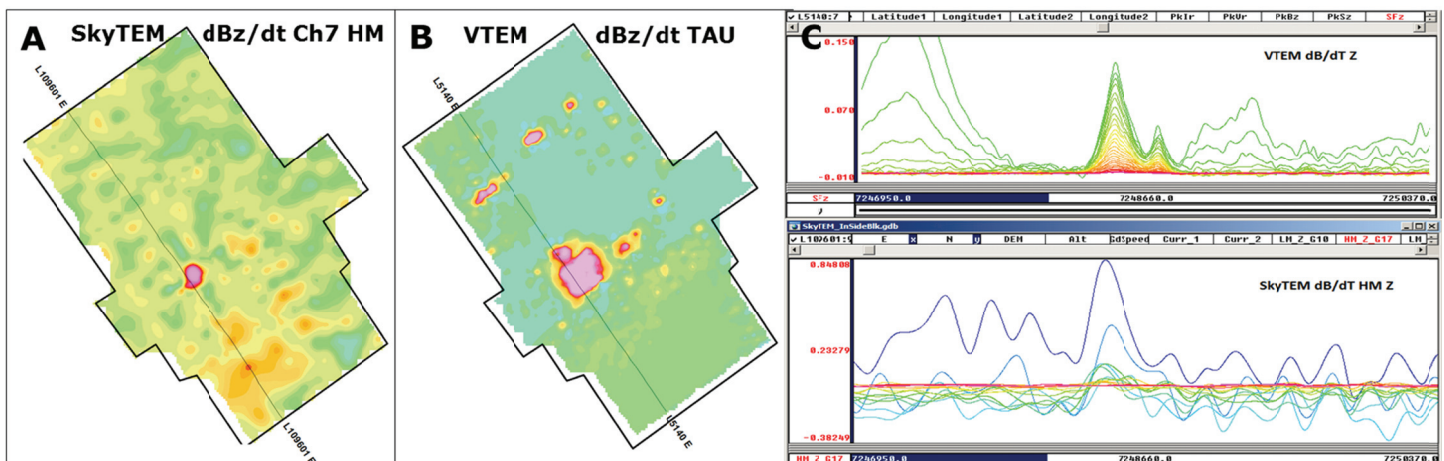 A SkyTEM dBz/dt Ch7 HM
L109601 E
L109601 E
B VTEM dBz/dt TAU
L5140 E
L5140 E
C
L5140:7 Latitude1 Longitude1 Latitude2 Longitude2 PkIr PkVr PkBz PkSz SFz
0.150
VTEM dB/dT Z
0.070
-0.010
SFz 7246950.0 7248660.0 7250370.0
SkyTEM_InSideBlk.gdb
L109601:9 E x N y DEM Alt GdSpeed Curr_1 Curr_2 LM_Z_G10 HM_Z_G17 LM
0.84808
SkyTEM dB/dT HM Z
0.23279
-0.38249
HM_Z_G17 7246950.0 7248660.0 7250370.0